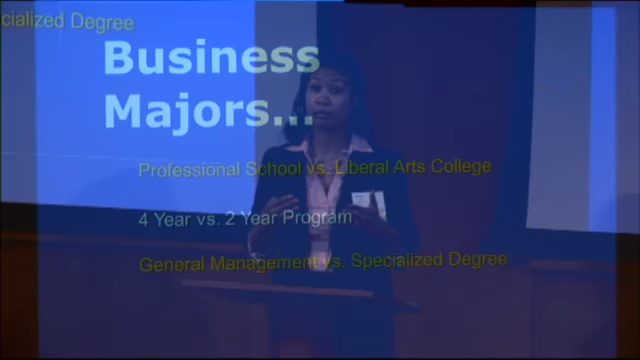 cialized Degree
Business
Majors...
Professional School vs. Liberal Arts College
4 Year vs. 2 Year Program
General Management vs. Specialized Degree